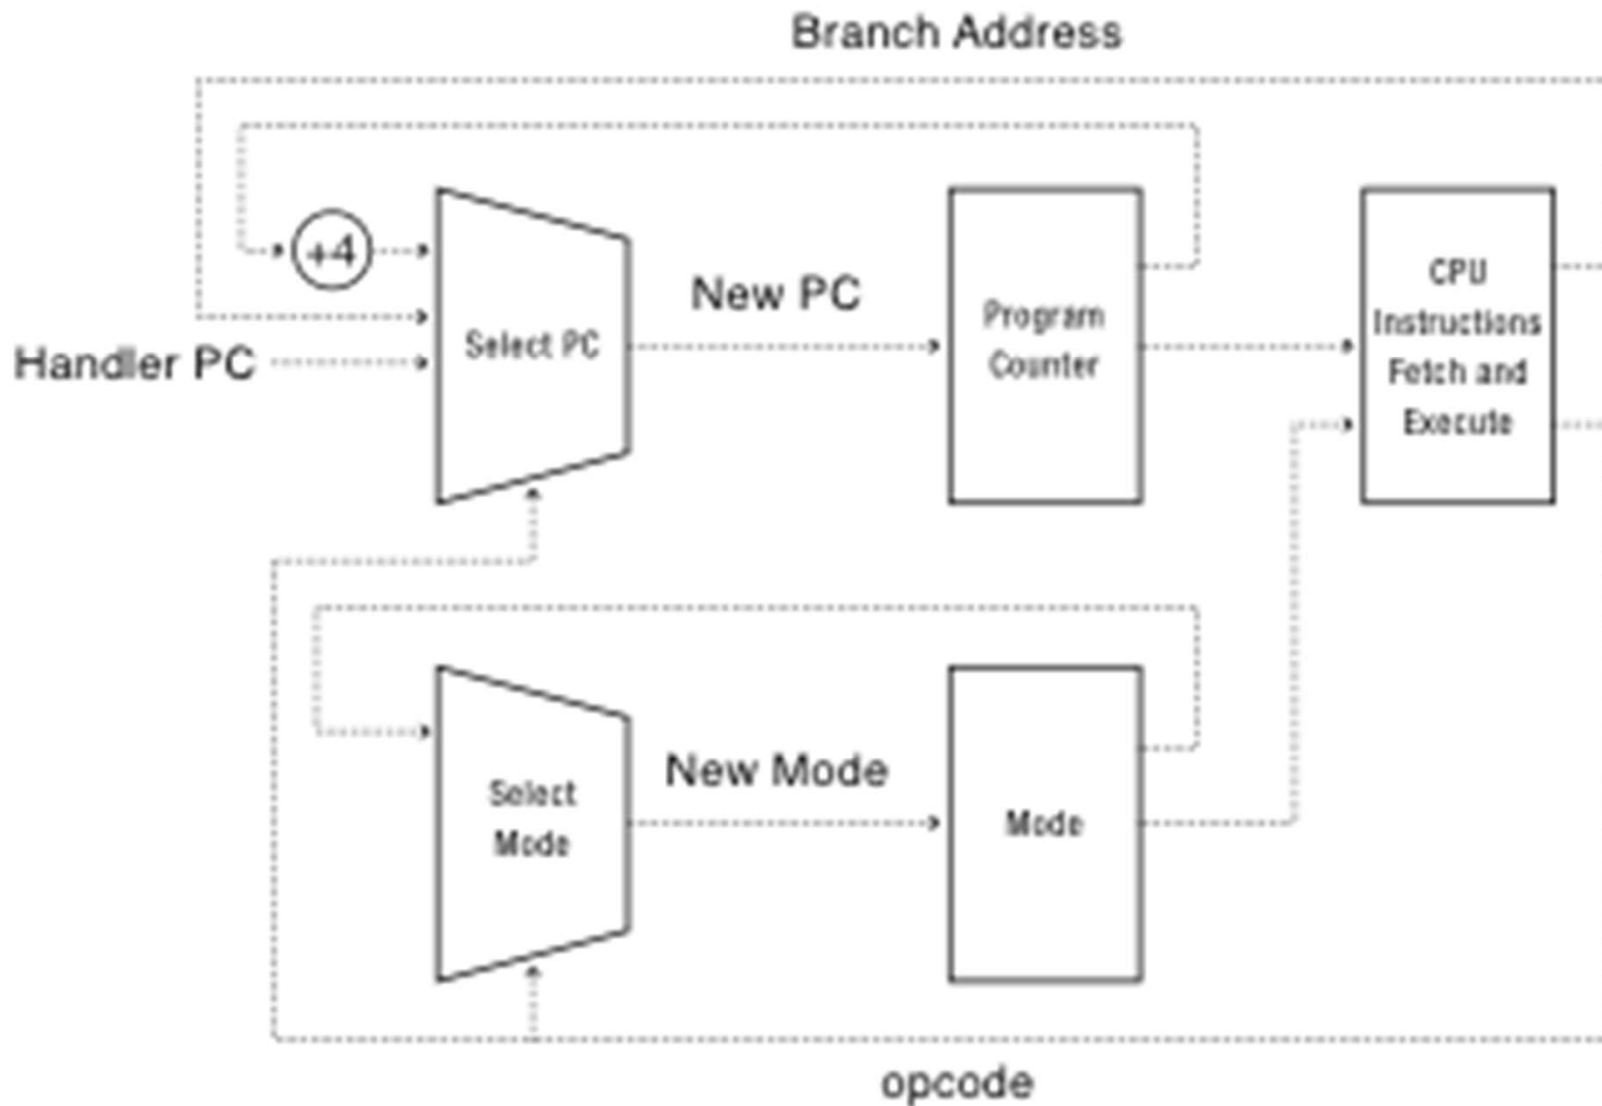 Branch Address
+4
Select PC
New PC
Program
Counter
CPU
Instructions
Fetch and
Execute
Handler PC
Select
Mode
New Mode
Mode
opcode